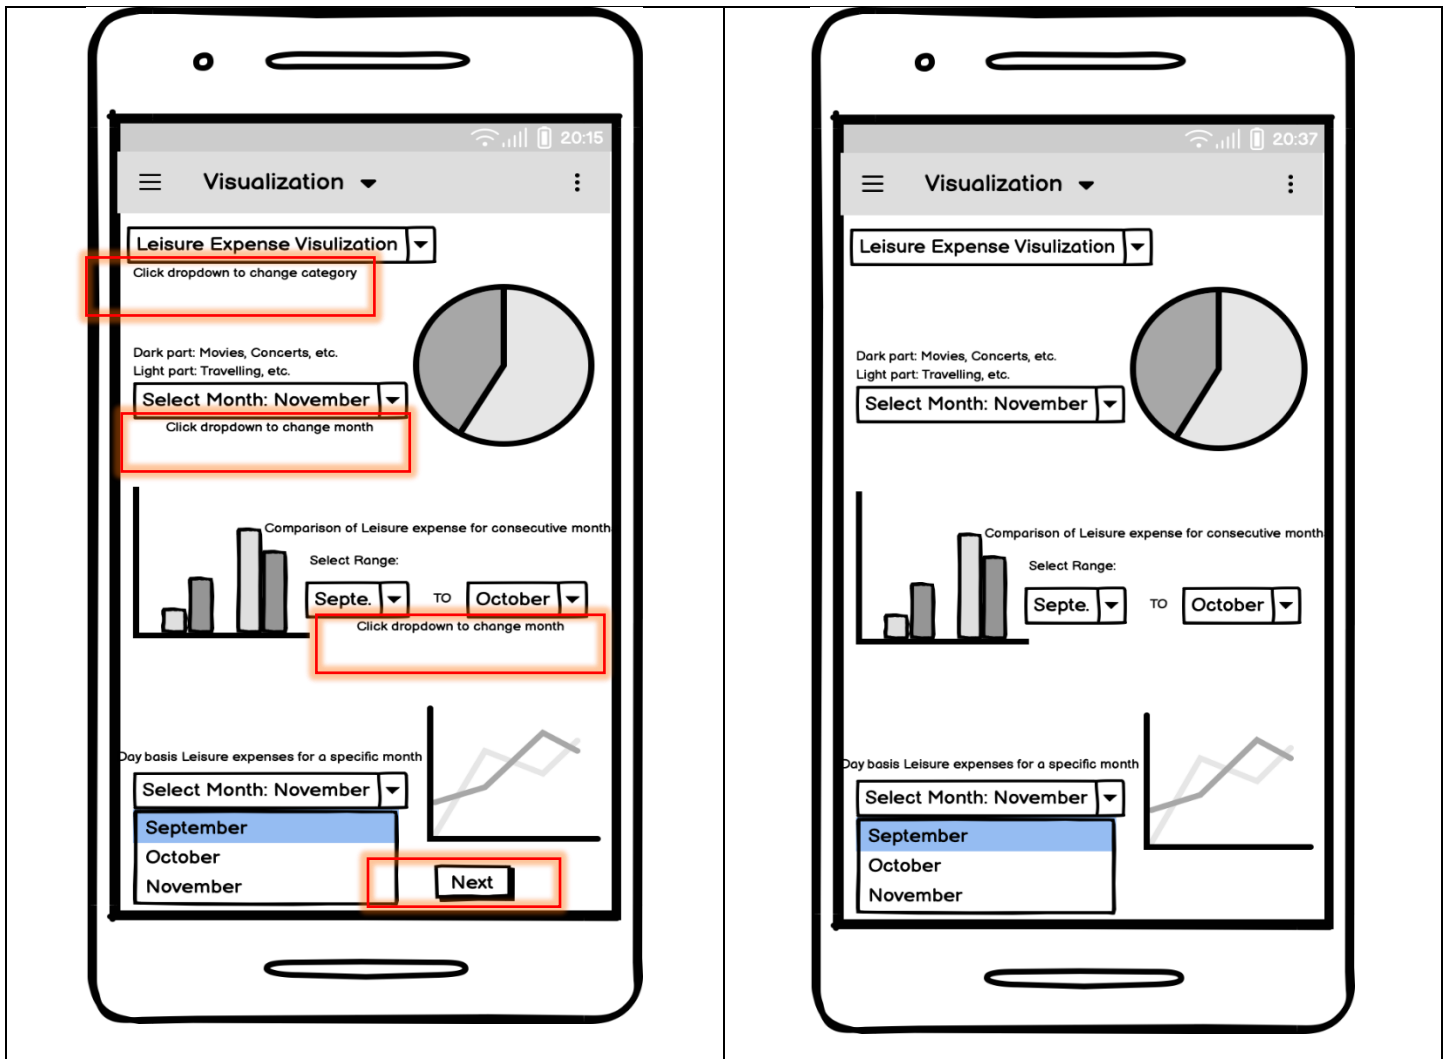 20:15
Visualization
Leisure Expense Visulization
Click dropdown to change category
Dark part: Movies, Concerts, etc.
Light part: Travelling, etc.
Select Month: November
Click dropdown to change month
Comparison of Leisure expense for consecutive month
Select Range:
Septe. TO October
Click dropdown to change month
Day basis Leisure expenses for a specific month
Select Month: November
September
October
November
Next
20:37
Visualization
Leisure Expense Visulization
Dark part: Movies, Concerts, etc.
Light part: Travelling, etc.
Select Month: November
Comparison of Leisure expense for consecutive month
Select Range:
Septe. TO October
Day basis Leisure expenses for a specific month
Select Month: November
September
October
November